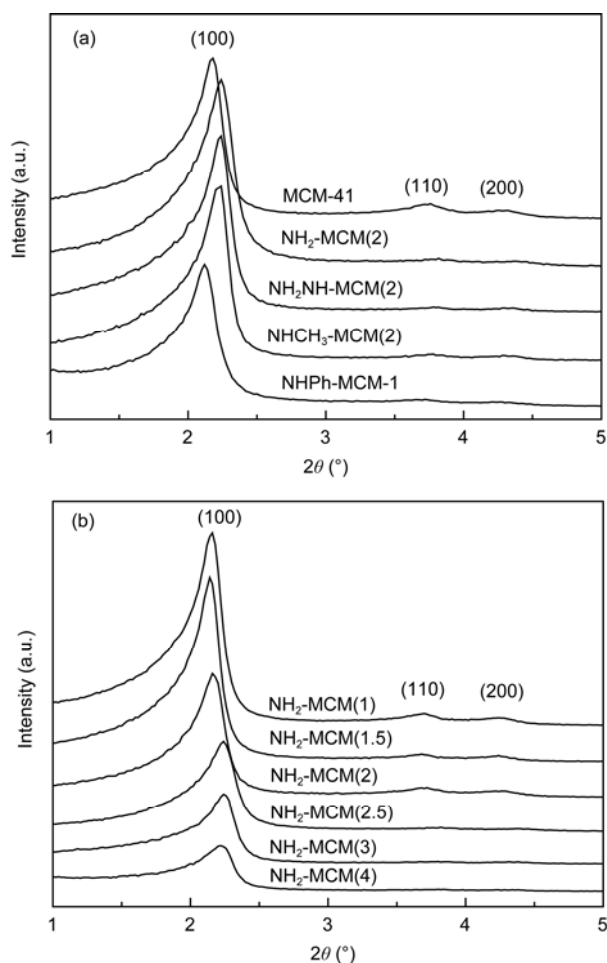 (a)
(100)
(110)
(200)
MCM-41
NH₂-MCM(2)
NH₂NH-MCM(2)
NHCH₃-MCM(2)
NHPh-MCM-1
Intensity (a.u.)
1 2 3 4 5
2θ (°)
(b)
(100)
(110)
(200)
NH₂-MCM(1)
NH₂-MCM(1.5)
NH₂-MCM(2)
NH₂-MCM(2.5)
NH₂-MCM(3)
NH₂-MCM(4)
Intensity (a.u.)
1 2 3 4 5
2θ (°)